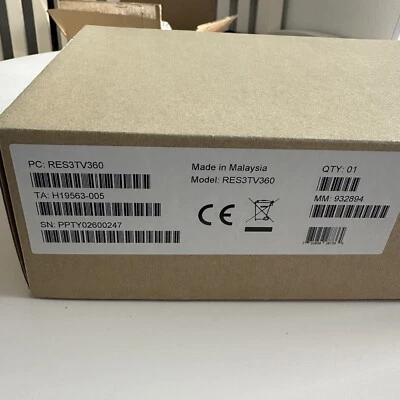 PC: RES3TV360
TA: H19563-005
SN: PPTY02600247
Made in Malaysia
Model: RES3TV360
CE
QTY: 01
MM: 932894